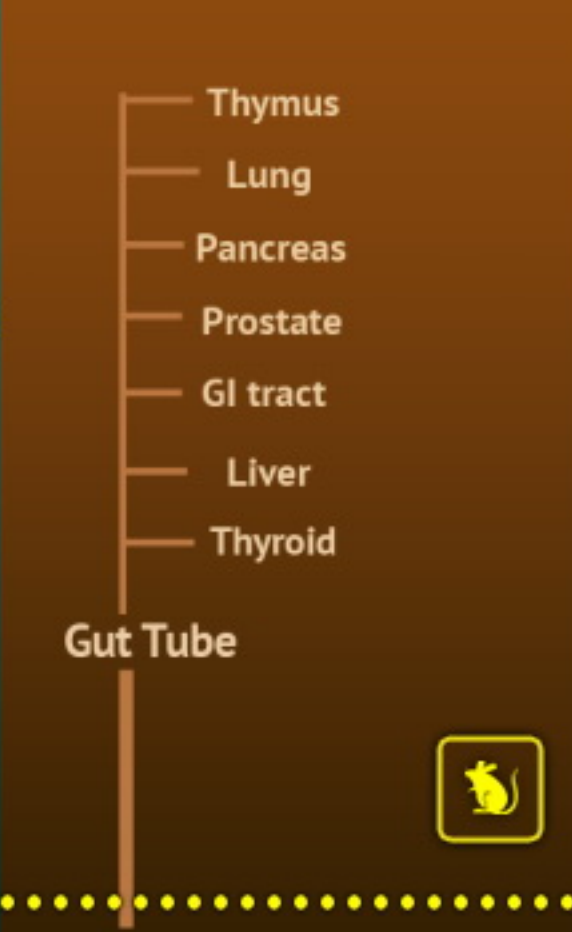 Thymus
Lung
Pancreas
Prostate
GI tract
Liver
Thyroid
Gut Tube